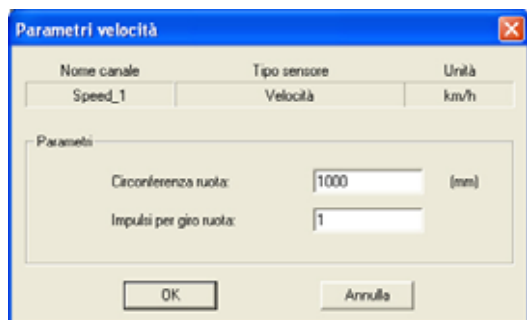 Parametri velocità
Nome canale Tipo sensore Unità
Speed_1 Velocità km/h
Parametri
Circonferenza ruota: 1000 (mm)
Impulsi per giro ruota: 1
OK Annulla